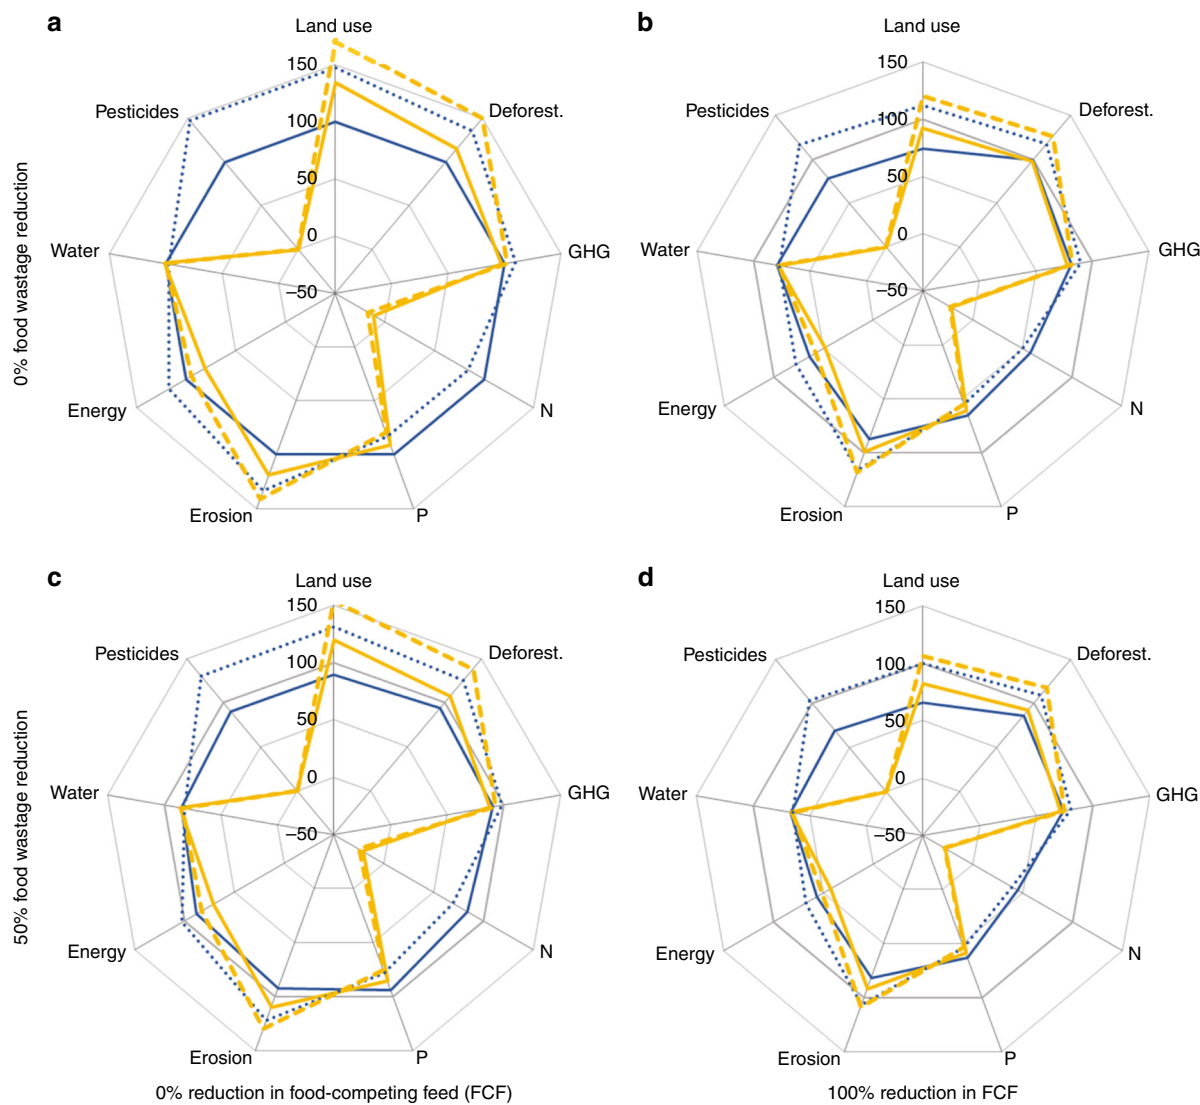 a
Land use
150
100
50
0
−50
Pesticides
Deforest.
Water
GHG
Energy
N
Erosion
P
b
Land use
150
100
50
0
−50
Pesticides
Deforest.
Water
GHG
Energy
N
Erosion
P
0% food wastage reduction
c
Land use
150
100
50
0
−50
Pesticides
Deforest.
Water
GHG
Energy
N
Erosion
P
d
Land use
150
100
50
0
−50
Pesticides
Deforest.
Water
GHG
Energy
N
Erosion
P
50% food wastage reduction
0% reduction in food-competing feed (FCF)
100% reduction in FCF